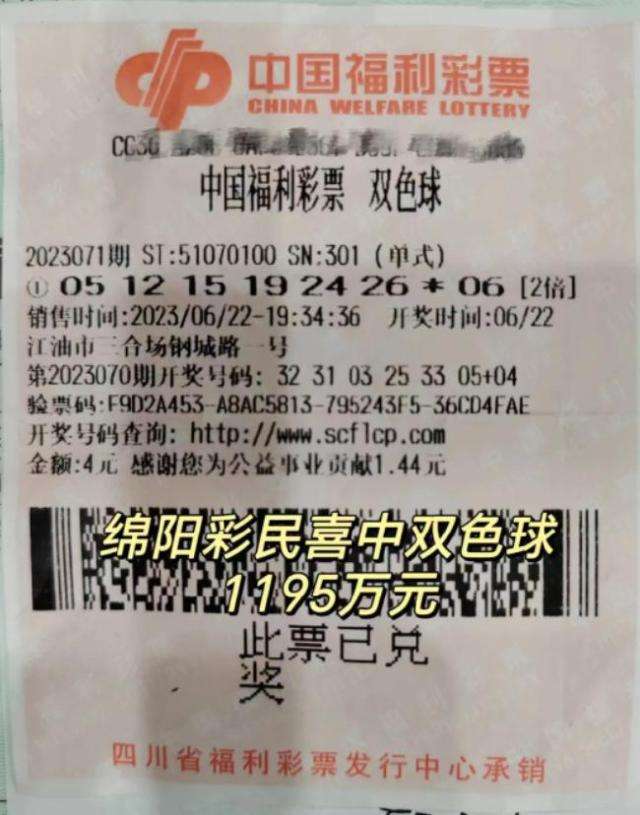 中国福利彩票
CHINA WELFARE LOTTERY
中国福利彩票 双色球
2023071期 ST:51070100 SN:301 (单式)
① 05 12 15 19 24 26 * 06 [2倍]
销售时间:2023/06/22-19:34:36 开奖时间:06/22
江油市三合场钢城路一号
第2023070期开奖号码: 32 31 03 25 33 05+04
验票码:F9D2A453-A8AC5813-795243F5-36CD4FAE
开奖号码查询: http://www.scflcp.com
金额:4元 感谢您为公益事业贡献1.44元
绵阳彩民喜中双色球
1195万元
此票已兑
奖
四川省福利彩票发行中心承销